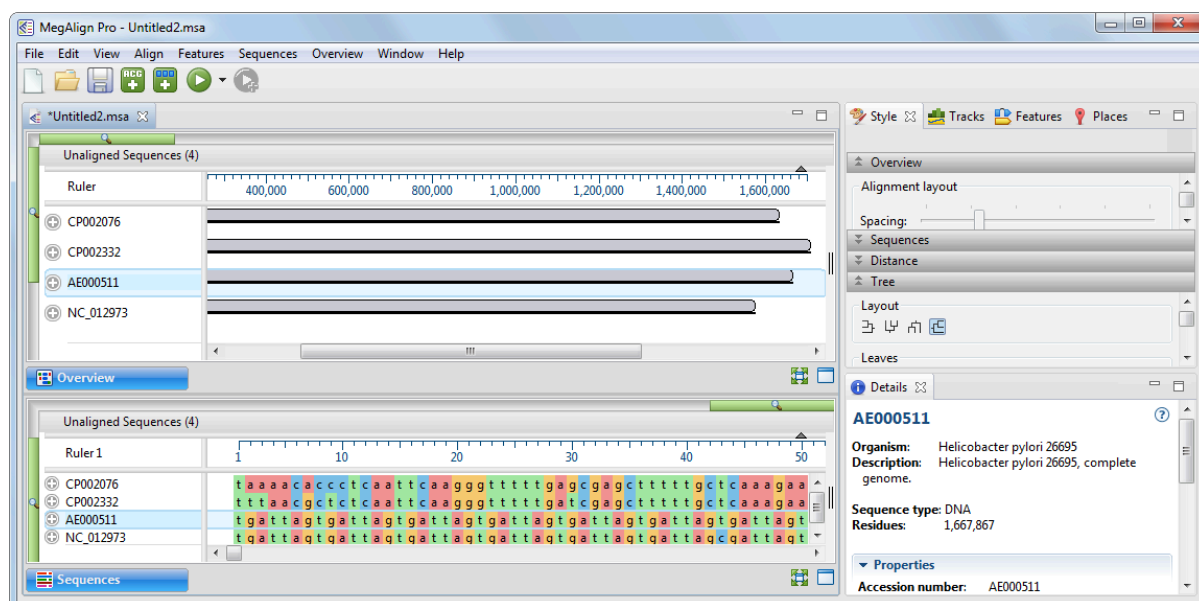 MegAlign Pro - Untitled2.msa
File Edit View Align Features Sequences Overview Window Help
*Untitled2.msa
Unaligned Sequences (4)
Ruler
400,000 600,000 800,000 1,000,000 1,200,000 1,400,000 1,600,000
CP002076
CP002332
AE000511
NC_012973
Overview
Unaligned Sequences (4)
Ruler 1
1 10 20 30 40 50
CP002076 t a a a a c a c c c t c a a t t c a a g g g t t t t t g a g c g a g c t t t t t g c t c a a a g a a
CP002332 t t t a a c g c t c t c a a t t c a a g g g t t t t t g a t c g a g c t t t t t g c t c a a a g a a
AE000511 t g a t t a g t g a t t a g t g a t t a g t g a t t a g t g a t t a g t g a t t a g t g a t t a g t
NC_012973 t g a t t a g t g a t t a g t g a t t a g t g a t t a g t g a t t a g t g a t t a g c g a t t a g t
Sequences
Style Tracks Features Places
Overview
Alignment layout
Spacing:
Sequences
Distance
Tree
Layout
Leaves
Details
AE000511
Organism: Helicobacter pylori 26695
Description: Helicobacter pylori 26695, complete
genome.
Sequence type: DNA
Residues: 1,667,867
Properties
Accession number: AE000511